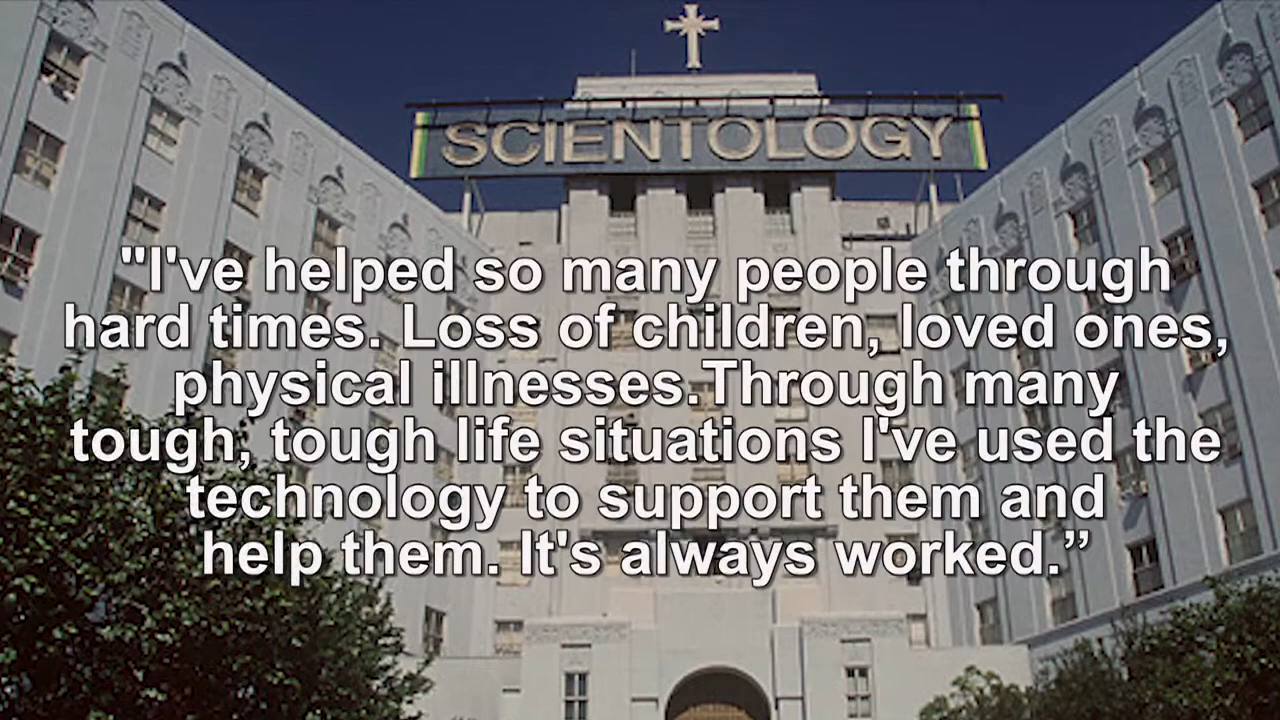 SCIENTOLOGY
"I've helped so many people through
hard times. Loss of children, loved ones,
physical illnesses.Through many
tough, tough life situations I've used the
technology to support them and
help them. It's always worked.”